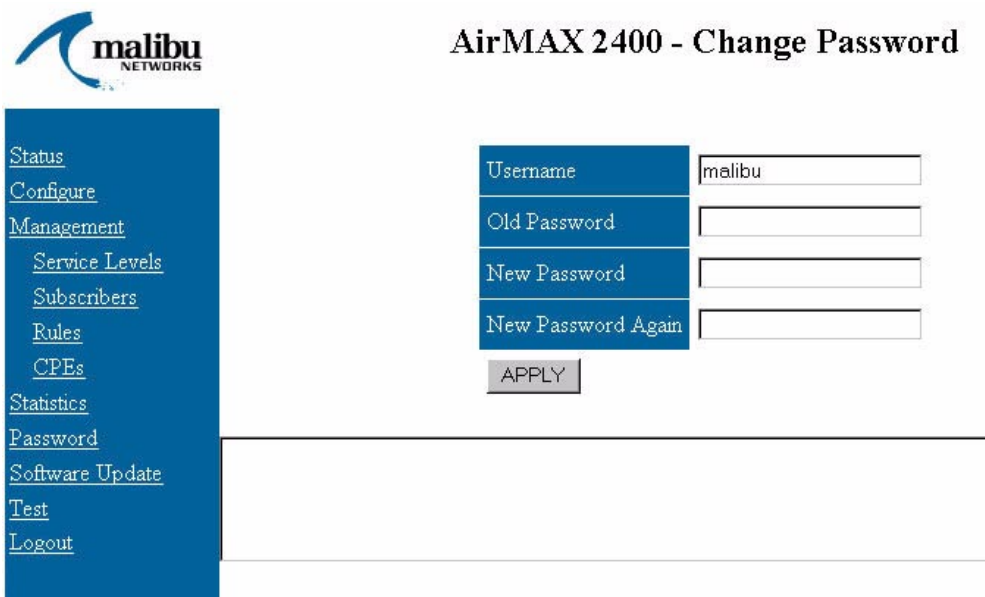 malibu
NETWORKS
AirMAX 2400 - Change Password
Status
Configure
Management
Service Levels
Subscribers
Rules
CPEs
Statistics
Password
Software Update
Test
Logout
Username
malibu
Old Password
New Password
New Password Again
APPLY